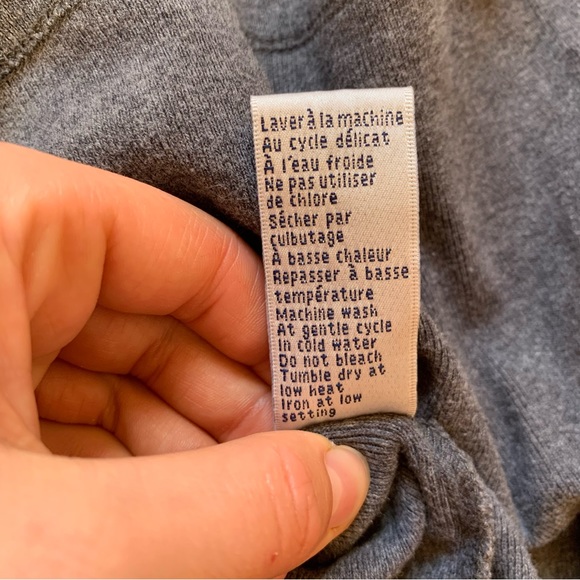 Laver à la machine
Au cycle délicat
À l'eau froide
Ne pas utiliser
de chlore
Sécher par
culbutage
À basse chaleur
Repasser à basse
température
Machine wash
At gentle cycle
In cold water
Do not bleach
Tumble dry at
low heat
Iron at low
setting